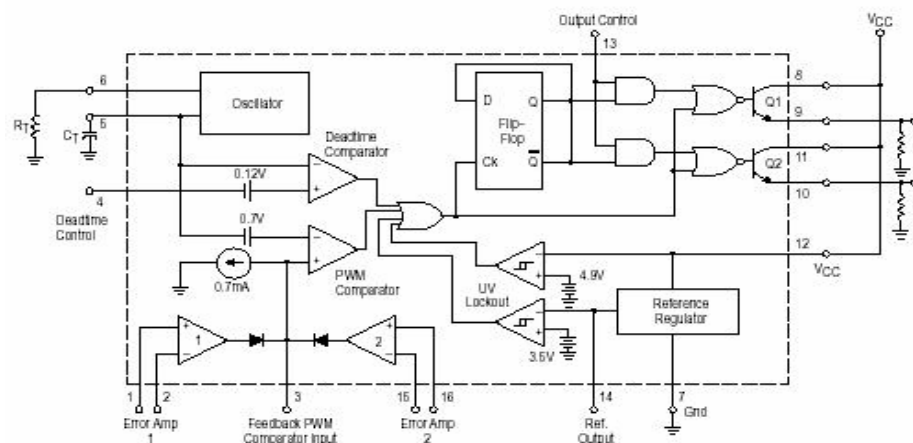 Output Control
VCC
13
6
8
RT
5
CT
Oscillator
D
Q
Flip-
Flop
Q
Ck
Q1
9
Deadtime
Comparator
11
Q2
0.12V
4
10
Deadtime
Control
0.7V
12
VCC
4.9V
0.7mA
PWM
Comparator
UV
Lockout
Reference
Regulator
1
2
3.5V
1
2
3
15
16
14
7
Gnd
Error Amp
1
Feedback PWM
Comparator Input
Error Amp
2
Ref.
Output